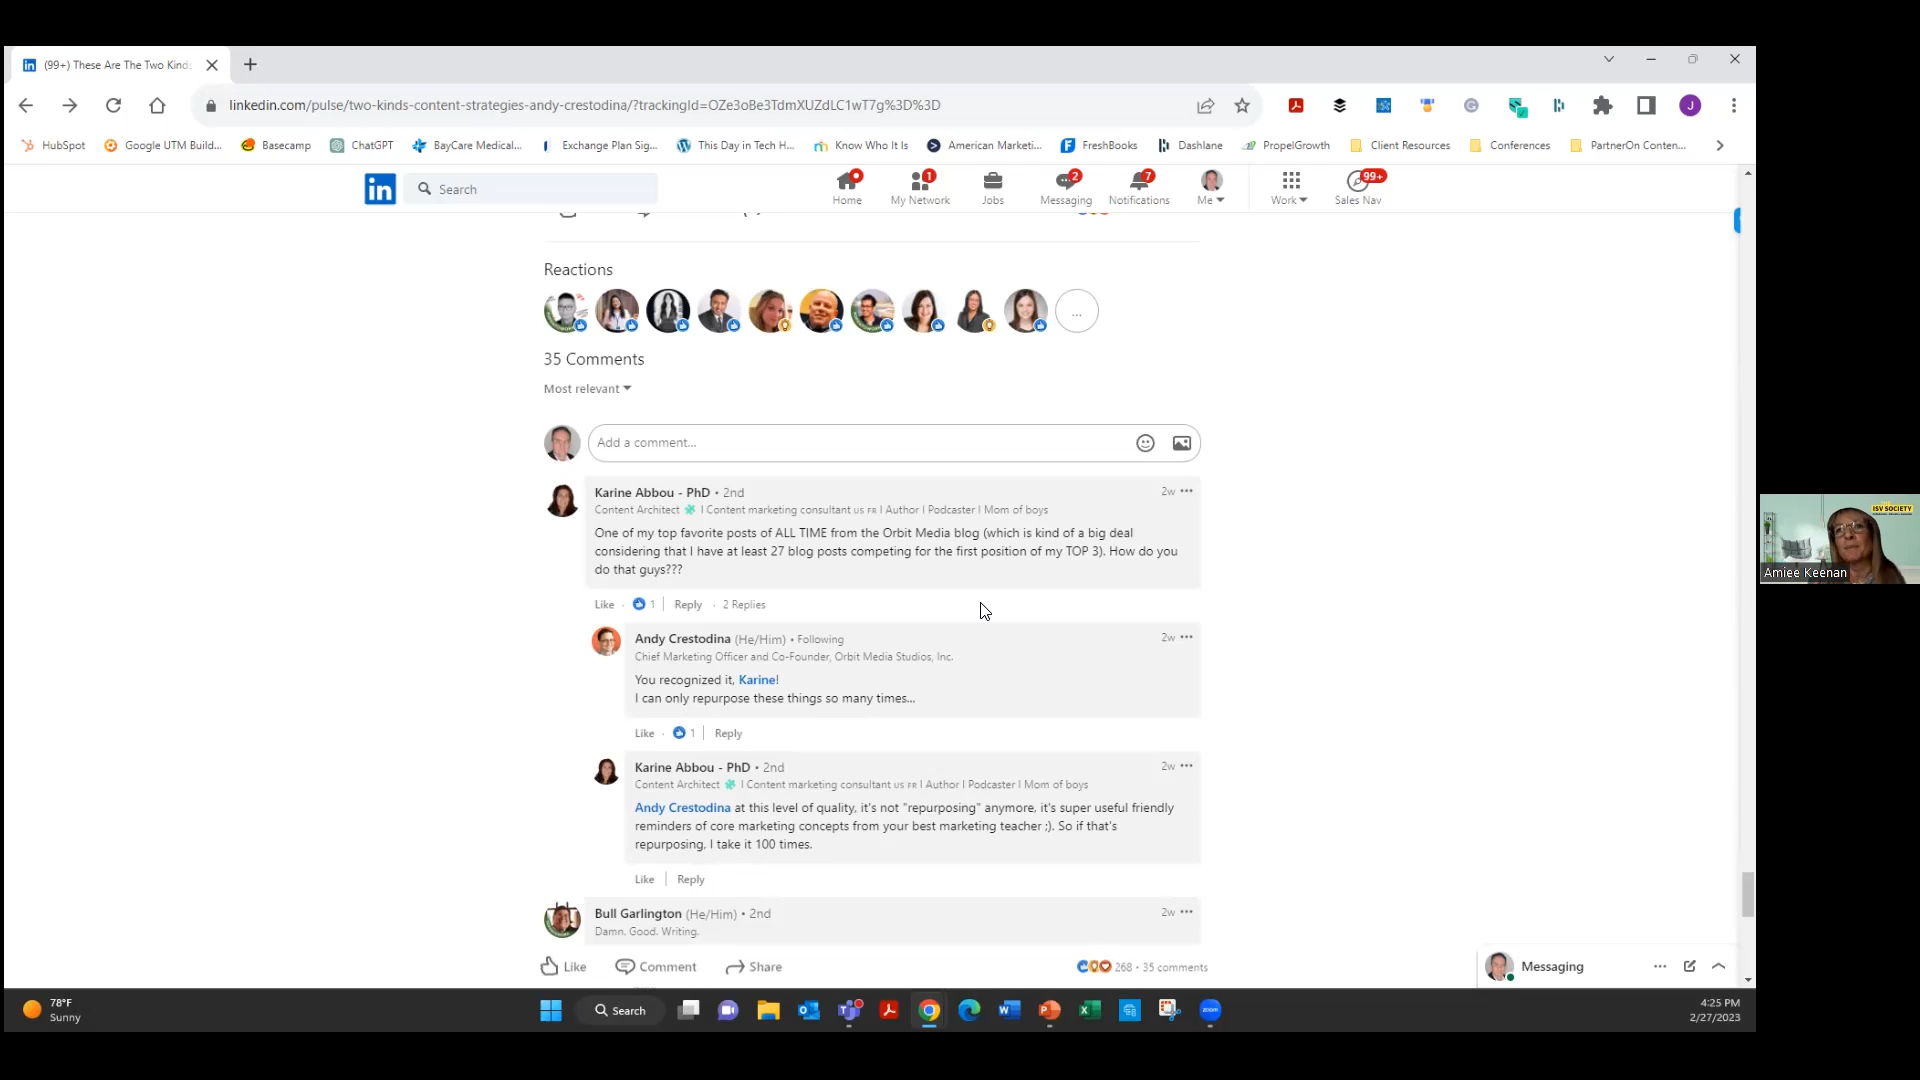 (99+) These Are The Two Kinds
linkedin.com/pulse/two-kinds-content-strategies-andy-crestodina/?trackingId=OZe3oBe3TdmXUZdLC1wT7g%3D%3D
J
HubSpot Google UTM Build... Basecamp ChatGPT BayCare Medical... Exchange Plan Sig... This Day in Tech H... Know Who It Is American Marketi... FreshBooks Dashlane PropelGrowth Client Resources Conferences PartnerOn Conten...
in Search
1 2 7 99+
Home My Network Jobs Messaging Notifications Me Work Sales Nav
Reactions
...
35 Comments
Most relevant
Add a comment...
Karine Abbou - PhD • 2nd 2w
Content Architect | Content marketing consultant US FR | Author | Podcaster | Mom of boys
One of my top favorite posts of ALL TIME from the Orbit Media blog (which is kind of a big deal
considering that I have at least 27 blog posts competing for the first position of my TOP 3). How do you
do that guys???
Like · 1 | Reply · 2 Replies
Andy Crestodina (He/Him) • Following 2w
Chief Marketing Officer and Co-Founder, Orbit Media Studios, Inc.
You recognized it, Karine!
I can only repurpose these things so many times...
Like · 1 | Reply
Karine Abbou - PhD • 2nd 2w
Content Architect | Content marketing consultant US FR | Author | Podcaster | Mom of boys
Andy Crestodina at this level of quality, it's not "repurposing" anymore, it's super useful friendly
reminders of core marketing concepts from your best marketing teacher ;). So if that's
repurposing, I take it 100 times.
Like | Reply
Bull Garlington (He/Him) • 2nd 2w
Damn. Good. Writing.
Like Comment Share 268 · 35 comments
Messaging
78°F
Sunny
Search
zoom
4:25 PM
2/27/2023
ISV SOCIETY
Amiee Keenan